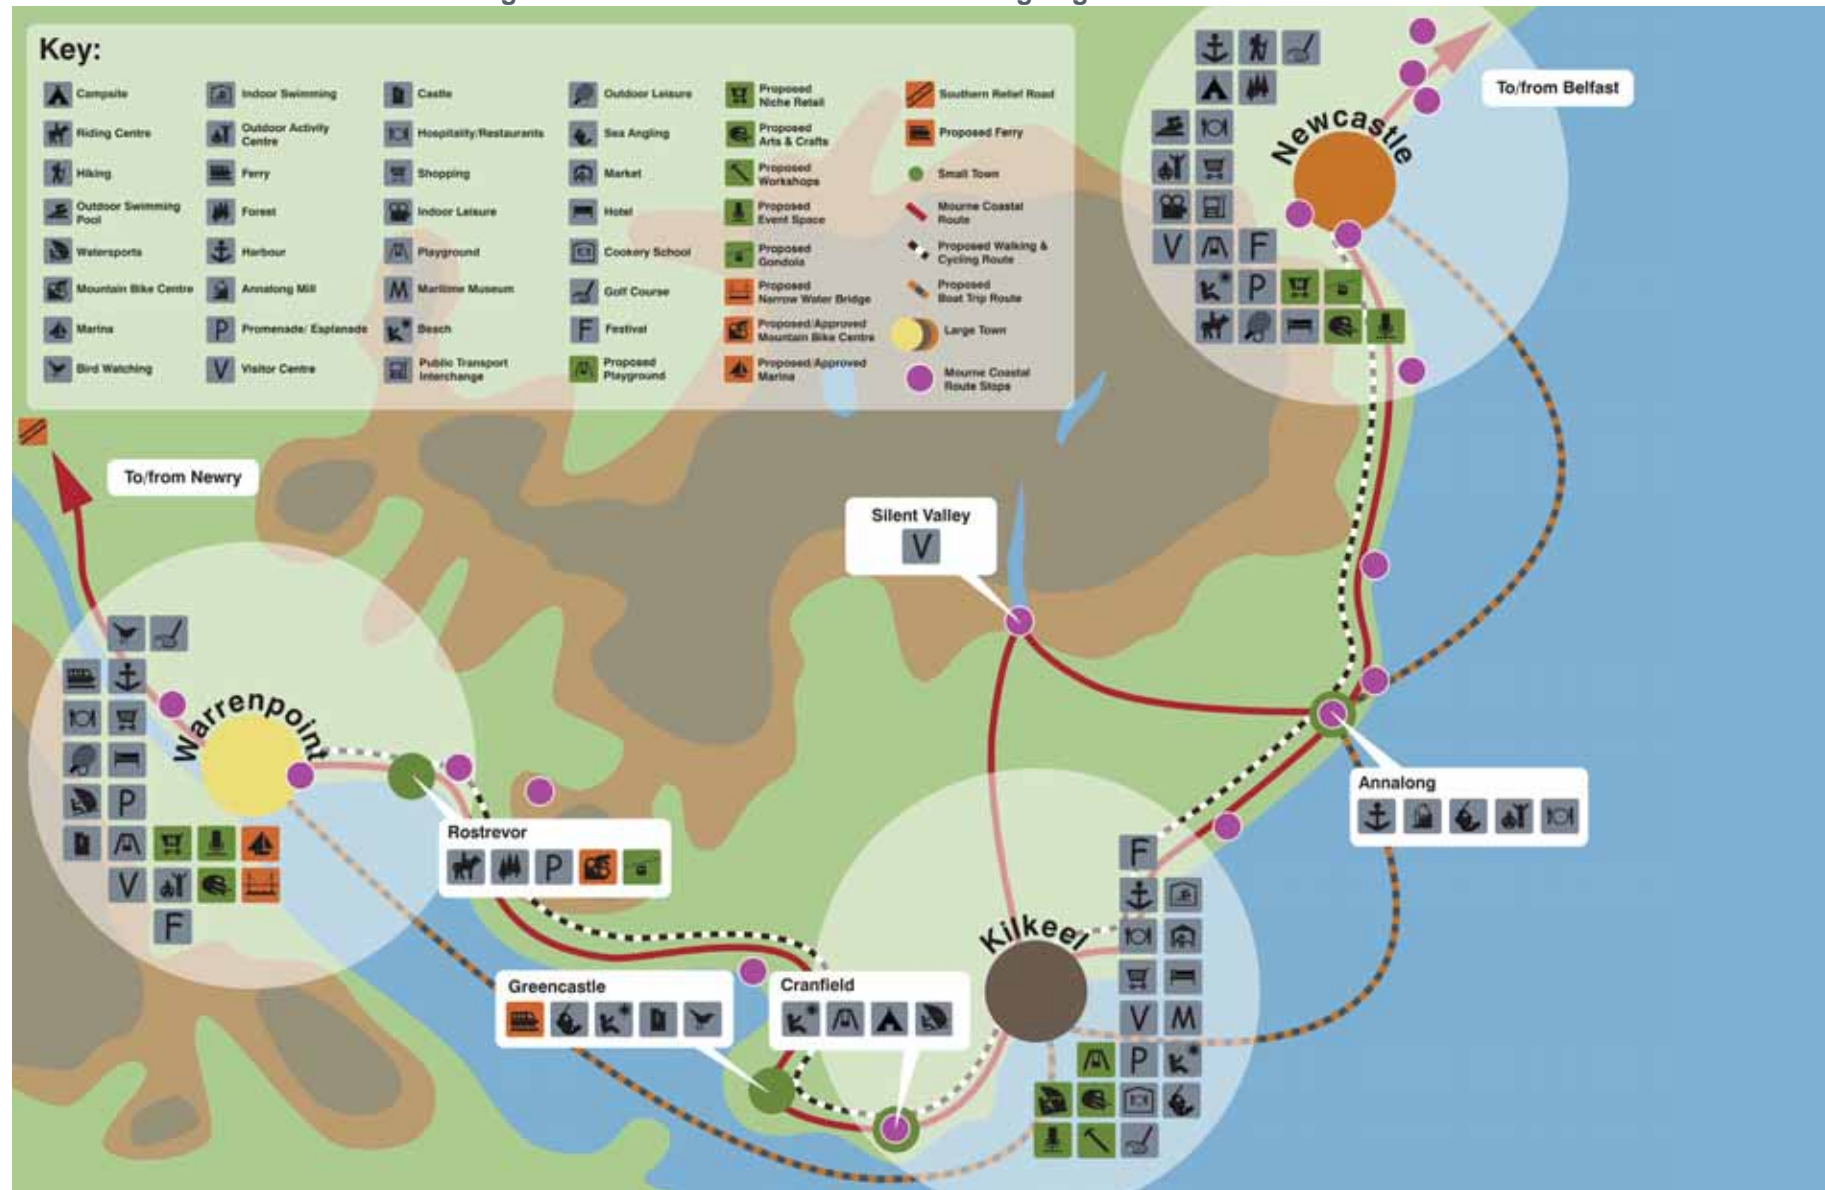 Key:
Campsite
Riding Centre
Hiking
Outdoor Swimming
Pool
Watersports
Mountain Bike Centre
Marina
Bird Watching
Indoor Swimming
Outdoor Activity
Centre
Ferry
Forest
Harbour
Annalong Mill
Promenade/ Esplanade
Visitor Centre
Castle
Hospitality/Restaurants
Shopping
Indoor Leisure
Playground
Maritime Museum
Beach
Public Transport
Interchange
Outdoor Leisure
Sea Angling
Market
Hotel
Cookery School
Golf Course
Festival
Proposed
Playground
Proposed
Niche Retail
Proposed
Arts & Crafts
Proposed
Workshops
Proposed
Event Space
Proposed
Gondola
Proposed
Narrow Water Bridge
Proposed/Approved
Mountain Bike Centre
Proposed/Approved
Marina
Southern Relief Road
Proposed Ferry
Small Town
Mourne Coastal
Route
Proposed Walking &
Cycling Route
Proposed
Boat Trip Route
Large Town
Mourne Coastal
Route Stops
P
V
M
F
To/from Belfast
Newcastle
V F
P
To/from Newry
Silent Valley
V
Warrenpoint
P
V
F
Rostrevor
P
Annalong
Kilkeel
F
V M
P
Greencastle
Cranfield